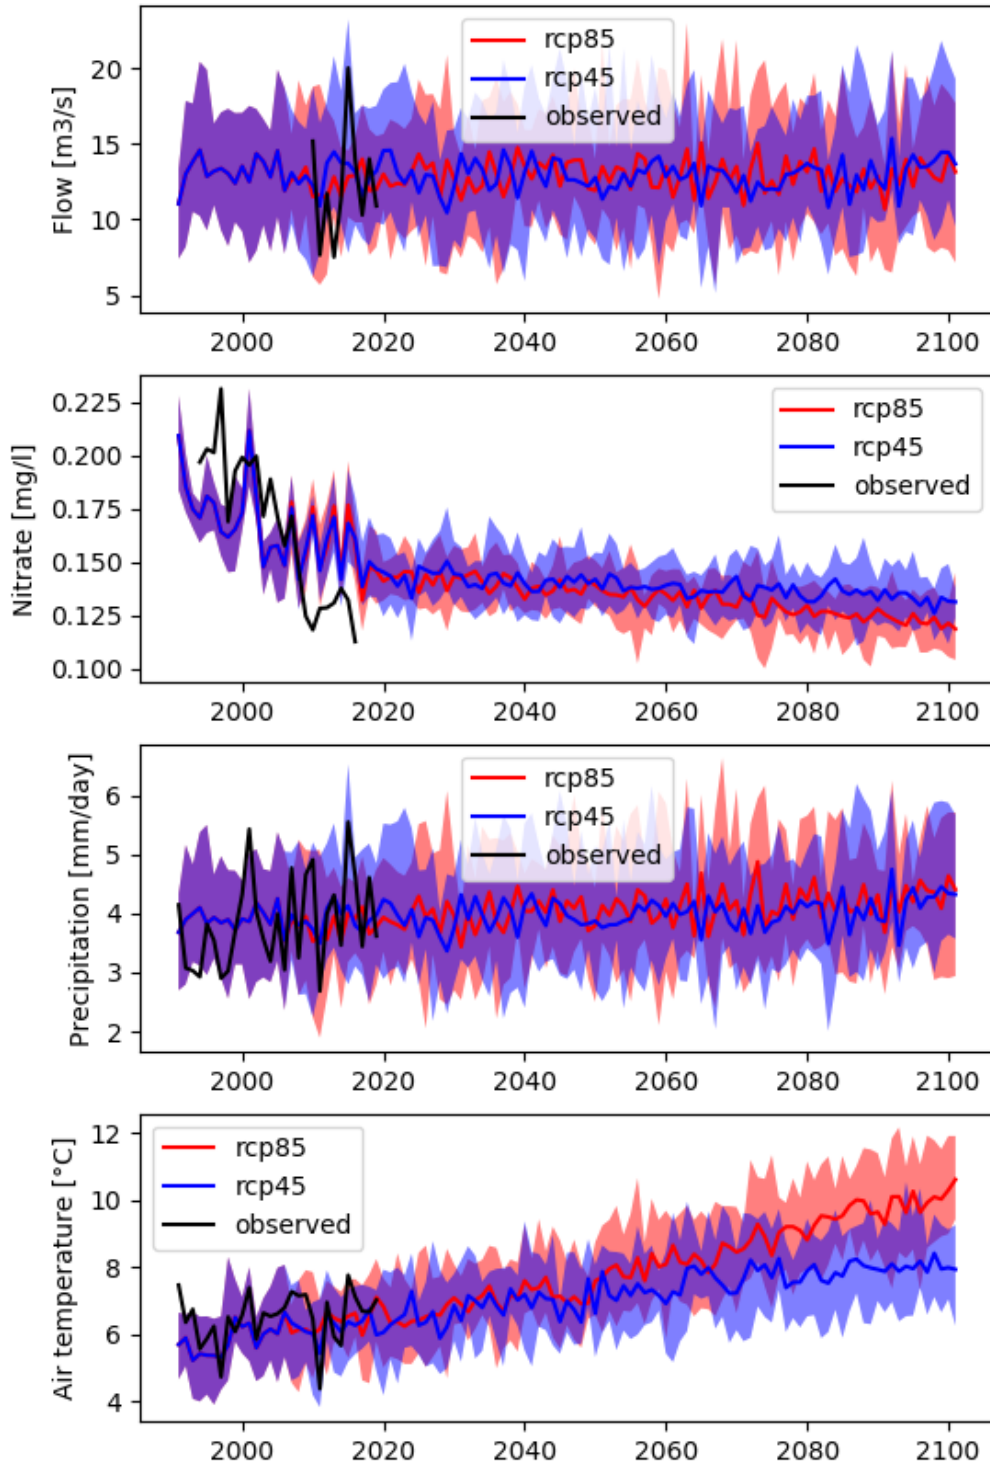 Flow [m3/s]
20
15
10
5
rcp85
rcp45
observed
2000 2020 2040 2060 2080 2100
Nitrate [mg/l]
0.225
0.200
0.175
0.150
0.125
0.100
rcp85
rcp45
observed
2000 2020 2040 2060 2080 2100
Precipitation [mm/day]
6
5
4
3
2
rcp85
rcp45
observed
2000 2020 2040 2060 2080 2100
Air temperature [°C]
12
10
8
6
4
rcp85
rcp45
observed
2000 2020 2040 2060 2080 2100